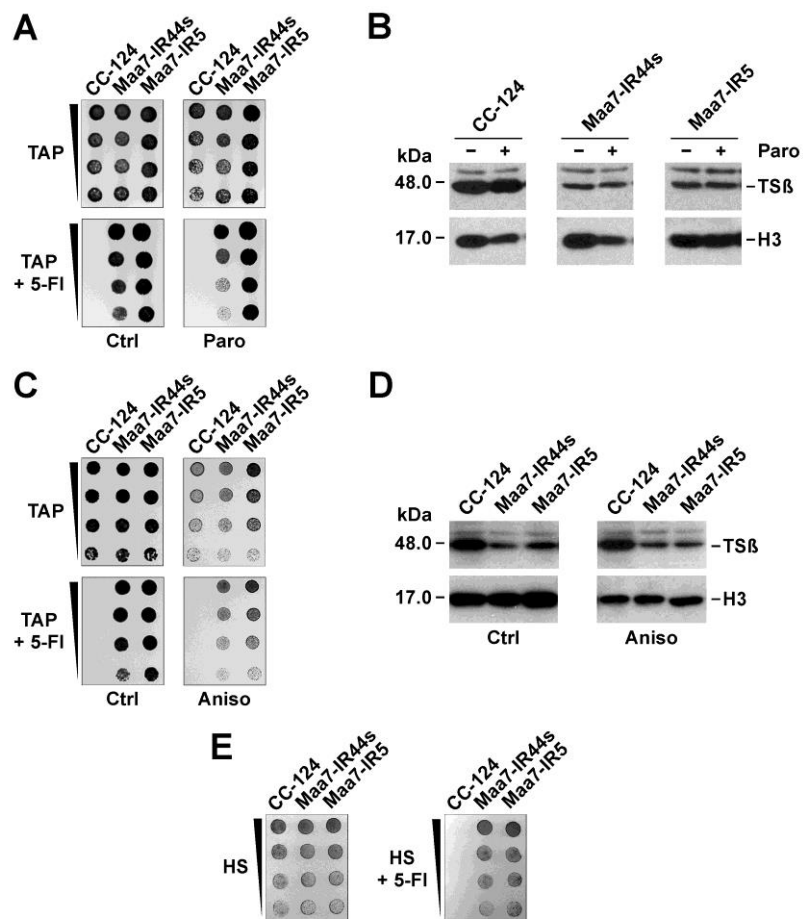 A
CC-124 Maa7-IR44s Maa7-IR5
CC-124 Maa7-IR44s Maa7-IR5
TAP
TAP
+ 5-FI
Ctrl Paro
B
CC-124 Maa7-IR44s Maa7-IR5
kDa − + − + − + Paro
48.0 – –TSß
17.0 – –H3
C
CC-124 Maa7-IR44s Maa7-IR5
CC-124 Maa7-IR44s Maa7-IR5
TAP
TAP
+ 5-FI
Ctrl Aniso
D
CC-124 Maa7-IR44s Maa7-IR5
CC-124 Maa7-IR44s Maa7-IR5
kDa
48.0 – –TSß
17.0 – –H3
Ctrl Aniso
E
CC-124 Maa7-IR44s Maa7-IR5
CC-124 Maa7-IR44s Maa7-IR5
HS
HS
+ 5-FI